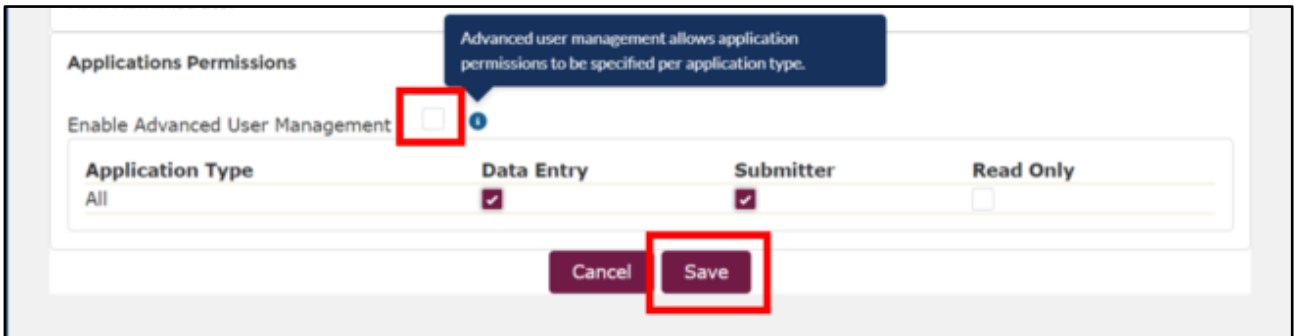 Advanced user management allows application
permissions to be specified per application type.
Applications Permissions
Enable Advanced User Management
Application Type Data Entry Submitter Read Only
All
Cancel Save